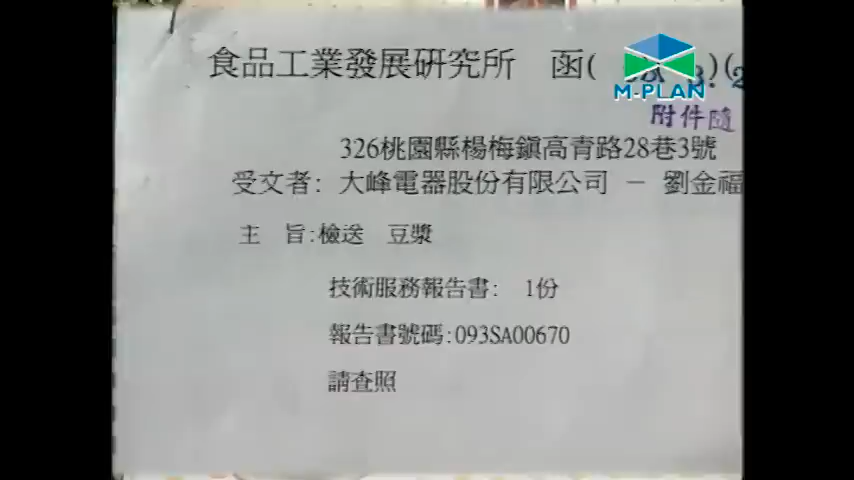 食品工業發展研究所 函(
M-PLAN
附件隨
326桃園縣楊梅鎮高青路28巷3號
受文者: 大峰電器股份有限公司 － 劉金福
主 旨:檢送 豆漿
技術服務報告書: 1份
報告書號碼:093SA00670
請查照